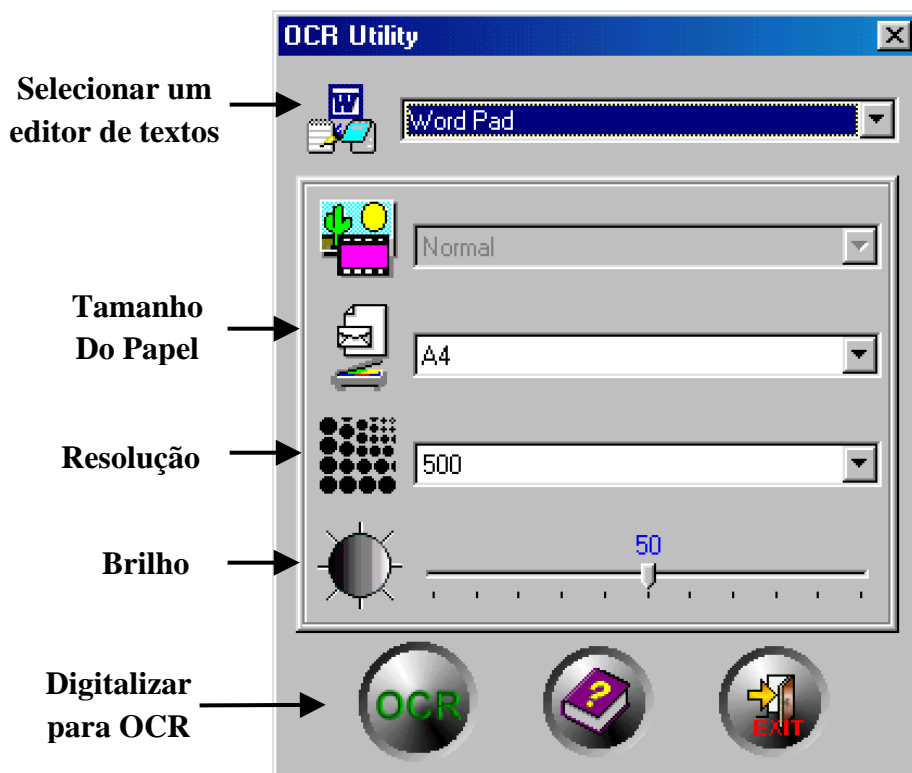 OCR Utility
Selecionar um
editor de textos
W
Word Pad
Normal
Tamanho
Do Papel
A4
Resolução
500
Brilho
50
Digitalizar
para OCR
OCR
?
EXIT